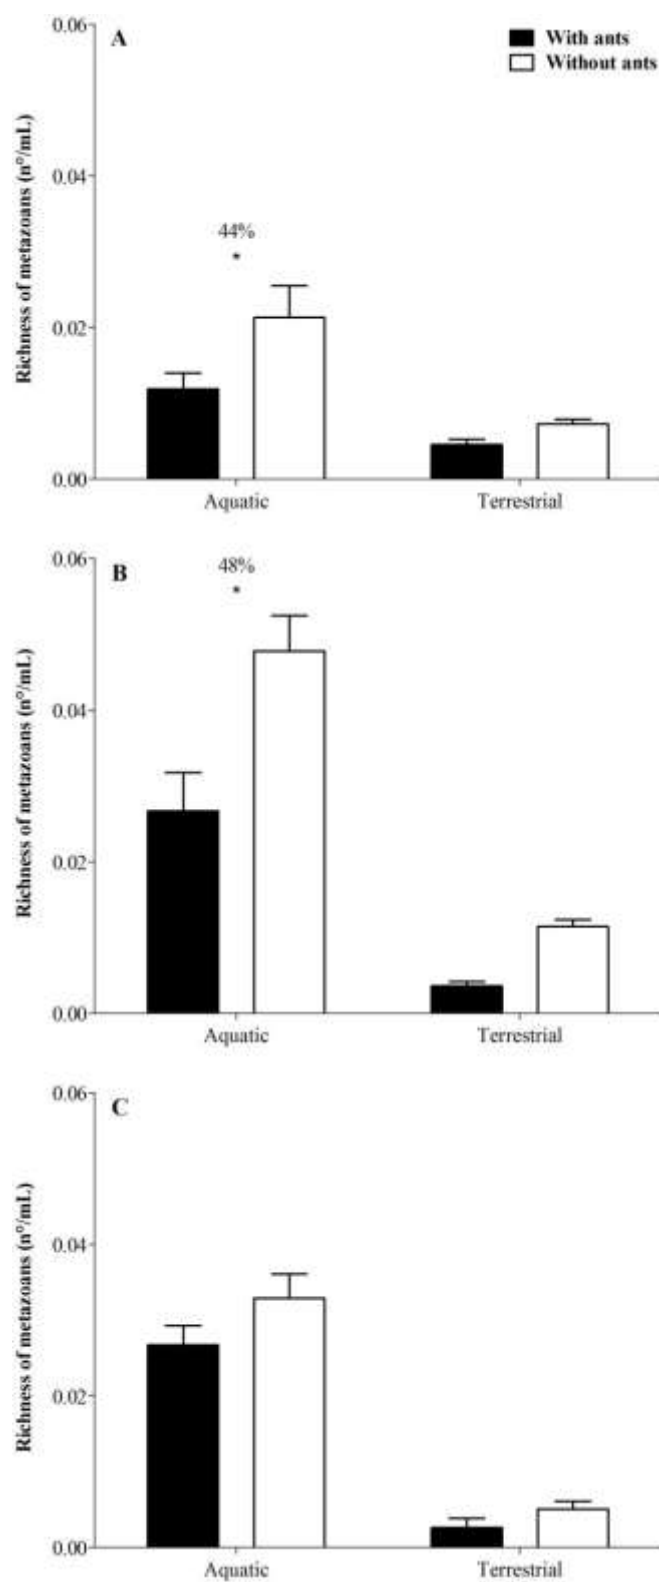 A
With ants
Without ants
Richness of metazoans (n°/mL)
0.06
0.04
0.02
0.00
44%
*
Aquatic
Terrestrial
B
Richness of metazoans (n°/mL)
0.06
0.04
0.02
0.00
48%
*
Aquatic
Terrestrial
C
Richness of metazoans (n°/mL)
0.06
0.04
0.02
0.00
Aquatic
Terrestrial